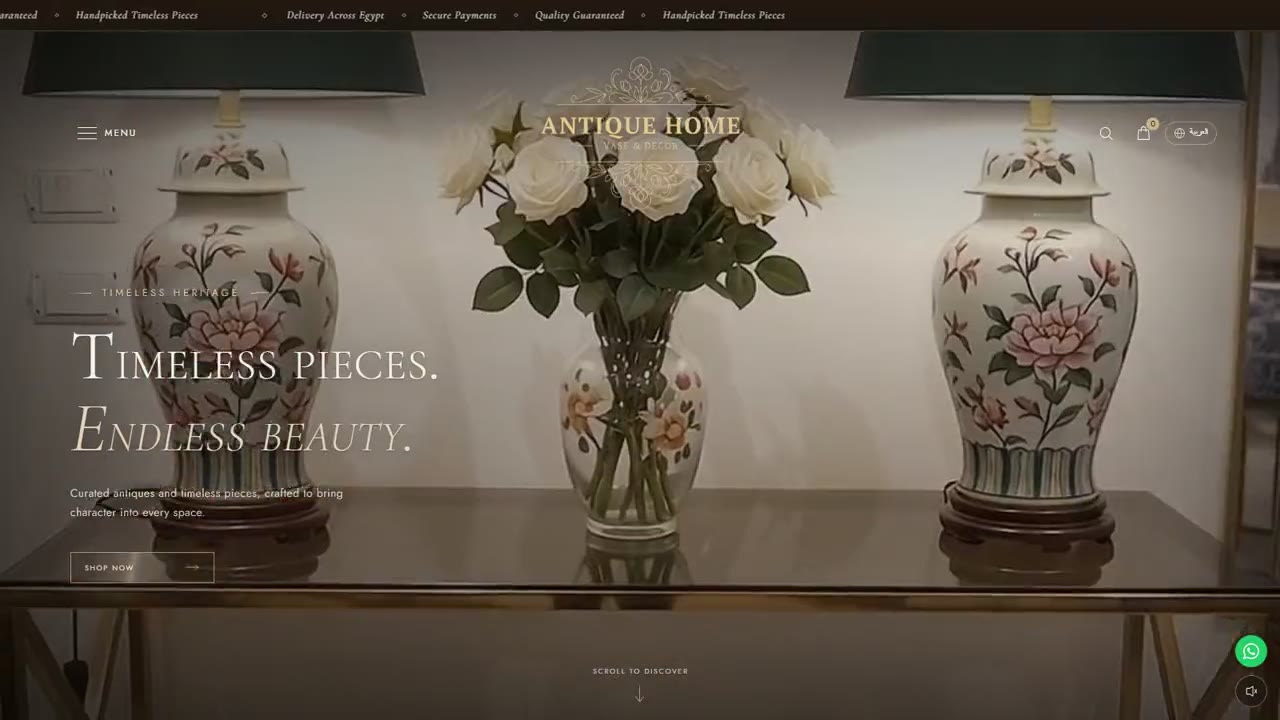 Handpicked Timeless Pieces ◇ Delivery Across Egypt ◇ Secure Payments ◇ Quality Guaranteed ◇ Handpicked Timeless Pieces
MENU
ANTIQUE HOME
VASE & DECOR
0
العربية
TIMELESS HERITAGE
Timeless pieces.
Endless beauty.
Curated antiques and timeless pieces, crafted to bring
character into every space.
SHOP NOW
SCROLL TO DISCOVER